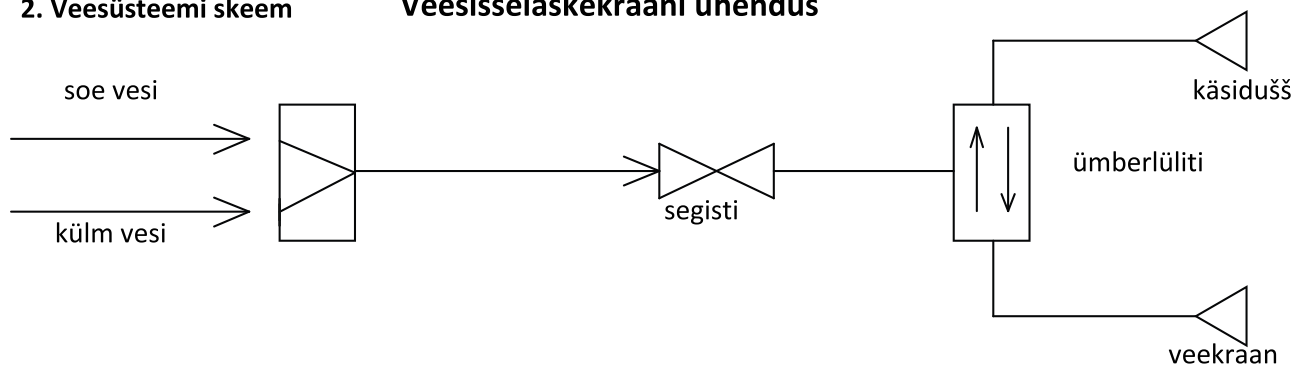 2. Veesüsteemi skeem
Veesisselaskekraani ühendus
soe vesi
külm vesi
segisti
ümberlüliti
käsidušš
veekraan